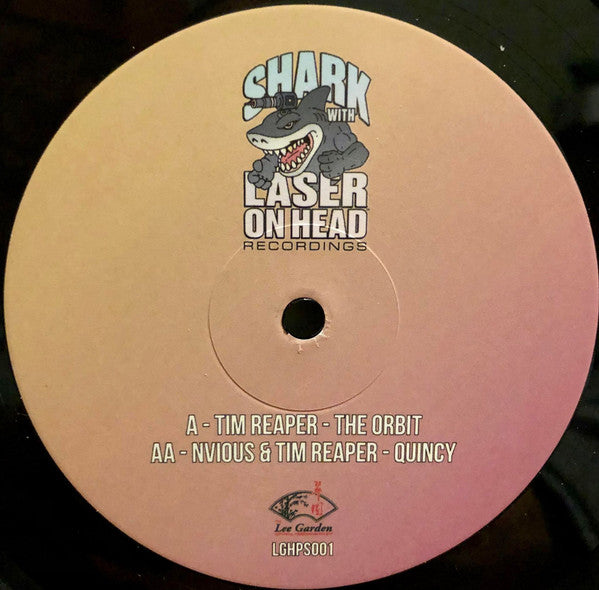 SHARK
WITH
LASER
ON HEAD
RECORDINGS
A - TIM REAPER - THE ORBIT
AA - NVIOUS & TIM REAPER - QUINCY
Lee Garden
LGHPS001